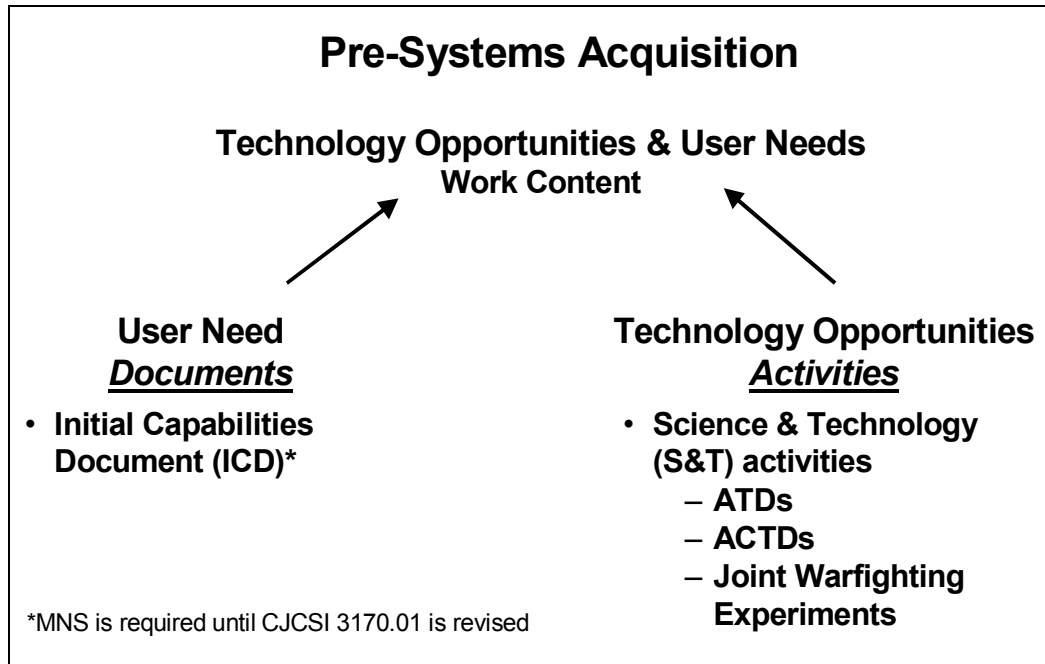 Pre-Systems Acquisition
Technology Opportunities & User Needs
Work Content
User Need
Documents
• Initial Capabilities
Document (ICD)*
Technology Opportunities
Activities
• Science & Technology
(S&T) activities
– ATDs
– ACTDs
– Joint Warfighting
Experiments
*MNS is required until CJCSI 3170.01 is revised